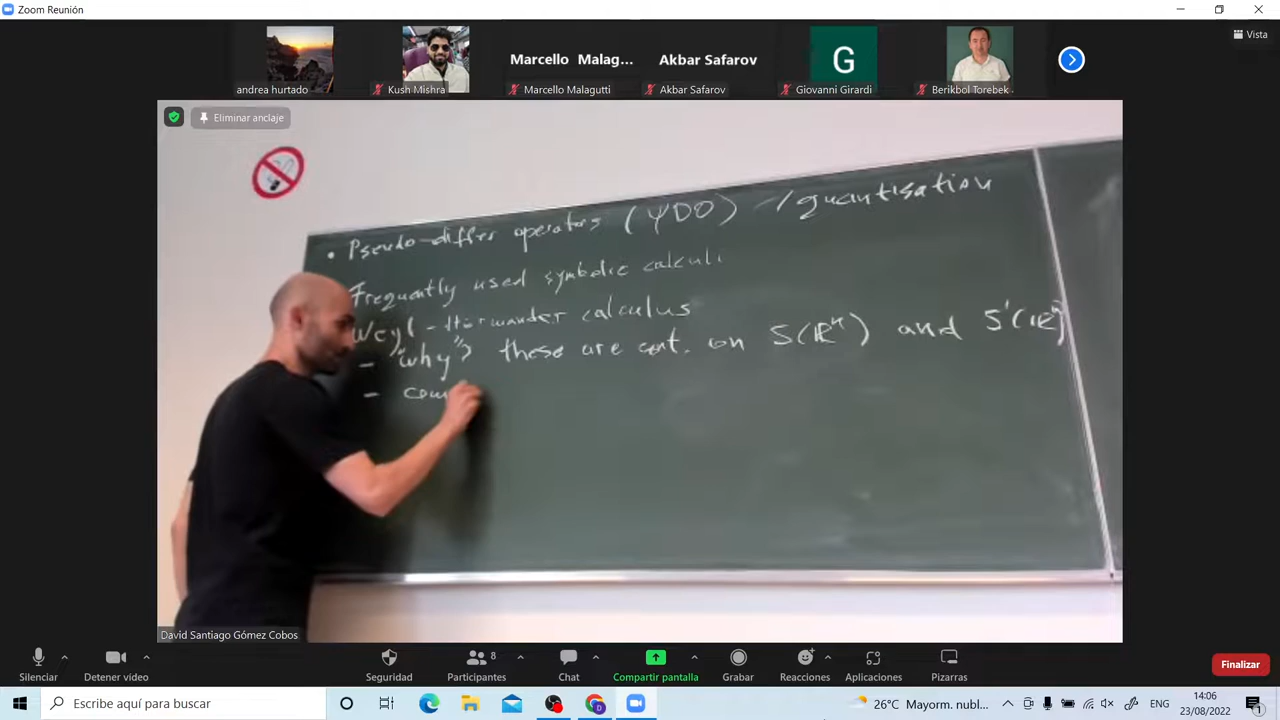 Zoom Reunión
Vista
Marcello Malag...
Akbar Safarov
G
andrea hurtado
Kush Mishra
Marcello Malagutti
Akbar Safarov
Giovanni Girardi
Berikbol Torebek
Eliminar anclaje
• Pseudo-differ operators (ΨDO) -/quantisation
Frequently used symbolic calculi
Weyl-Hörmander calculus
- "why"? these are cont. on S(ℝⁿ) and S'(ℝⁿ)
- com
David Santiago Gómez Cobos
Silenciar
Detener video
Seguridad
8
Participantes
Chat
Compartir pantalla
Grabar
Reacciones
Aplicaciones
Pizarras
Finalizar
Escribe aquí para buscar
26°C Mayorm. nubl...
ENG
14:06
23/08/2022
1